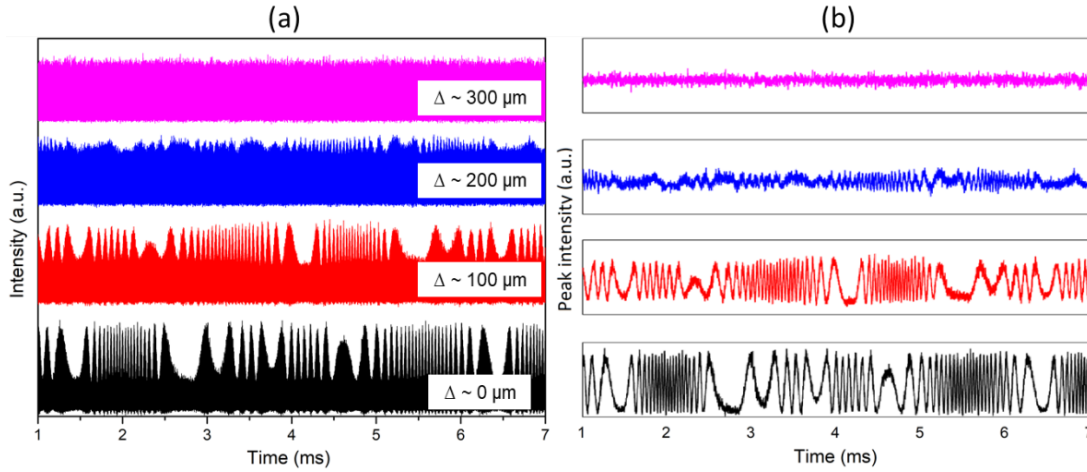 (a)
(b)
Intensity (a.u.)
Δ ~ 300 µm
Δ ~ 200 µm
Δ ~ 100 µm
Δ ~ 0 µm
1 2 3 4 5 6 7
Time (ms)
Peak intensity (a.u.)
1 2 3 4 5 6 7
Time (ms)